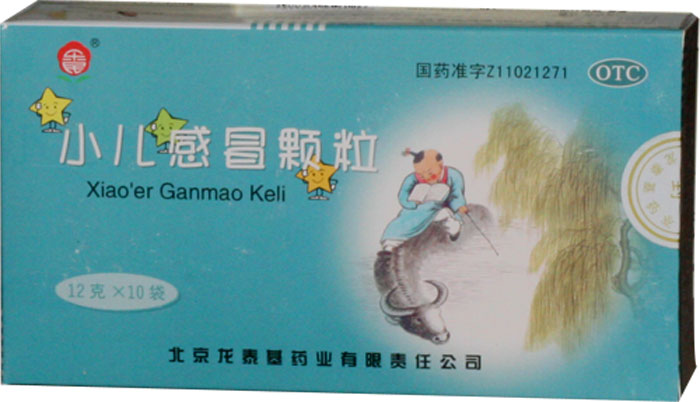 ®
国药准字Z11021271
OTC
小儿感冒颗粒
Xiao'er Ganmao Keli
12克×10袋
北京龙泰基药业有限责任公司
封